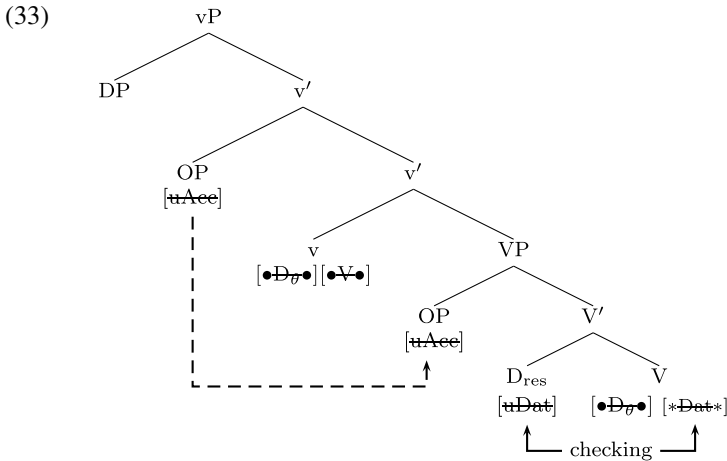 (33)
vP
DP v′
OP v′
[uAcc]
v VP
[●Dθ●][●V●]
OP V′
[uAcc]
Dres V
[uDat] [●Dθ●] [∗Dat∗]
checking